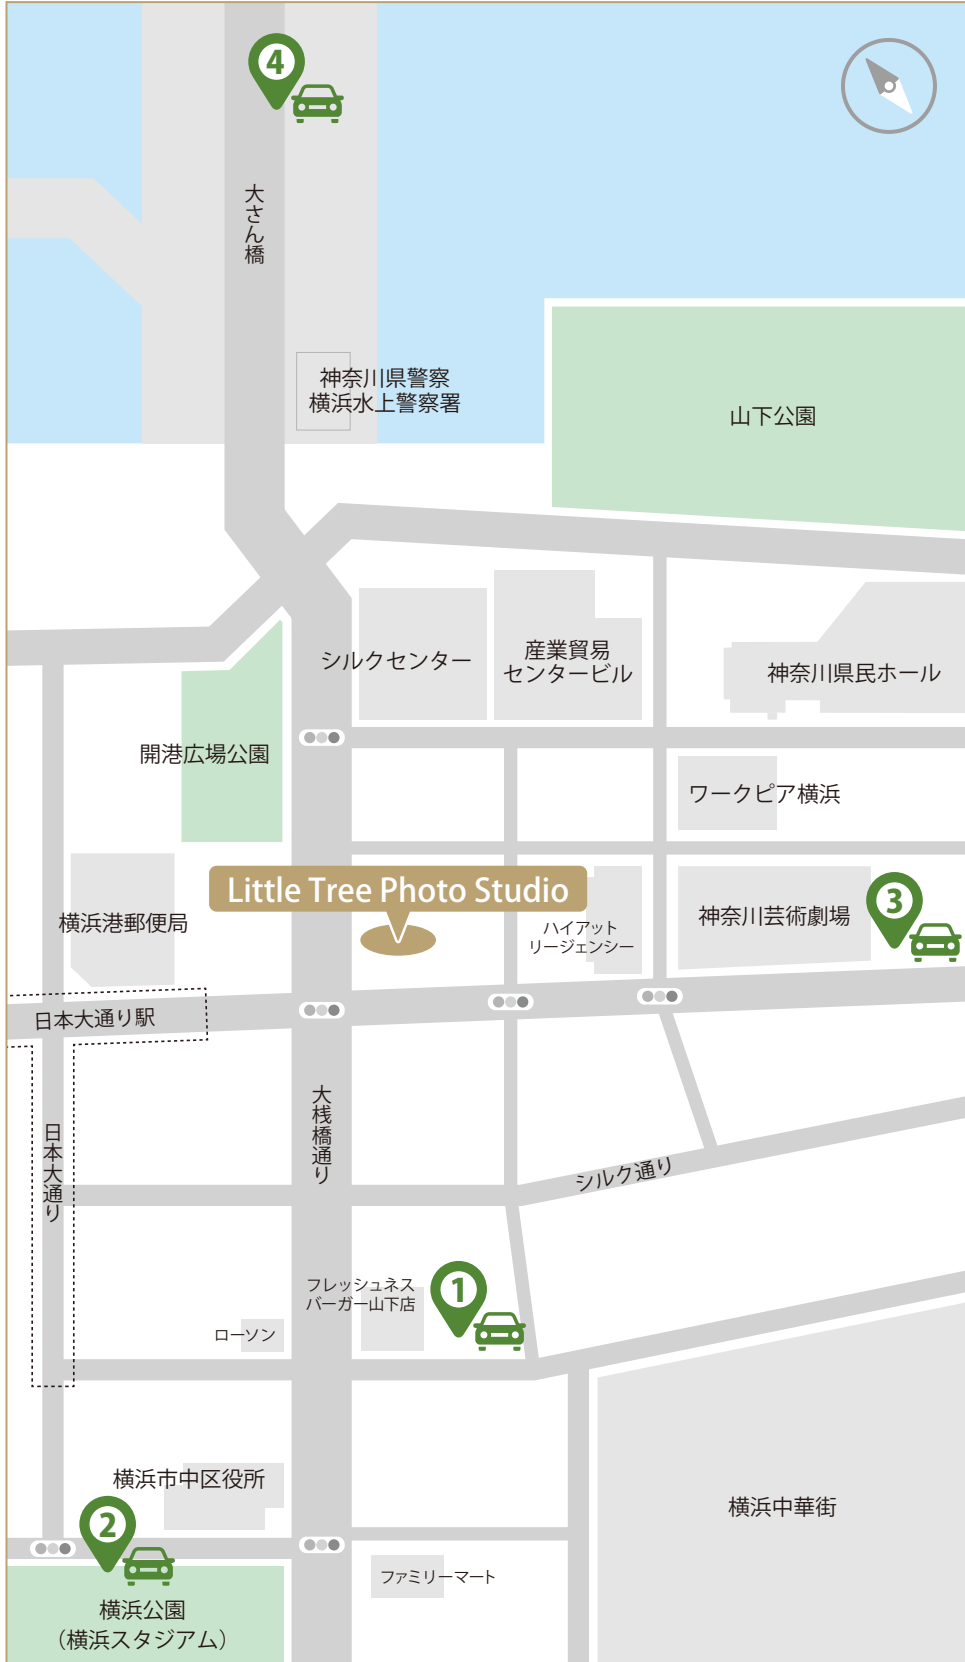 4
大さん橋
神奈川県警察
横浜水上警察署
山下公園
シルクセンター
産業貿易
センタービル
神奈川県民ホール
開港広場公園
ワークピア横浜
Little Tree Photo Studio
3
横浜港郵便局
ハイアット
リージェンシー
神奈川芸術劇場
日本大通り駅
大桟橋通り
日本大通り
シルク通り
1
フレッシュネス
バーガー山下店
ローソン
横浜市中区役所
2
横浜中華街
ファミリーマート
横浜公園
（横浜スタジアム）